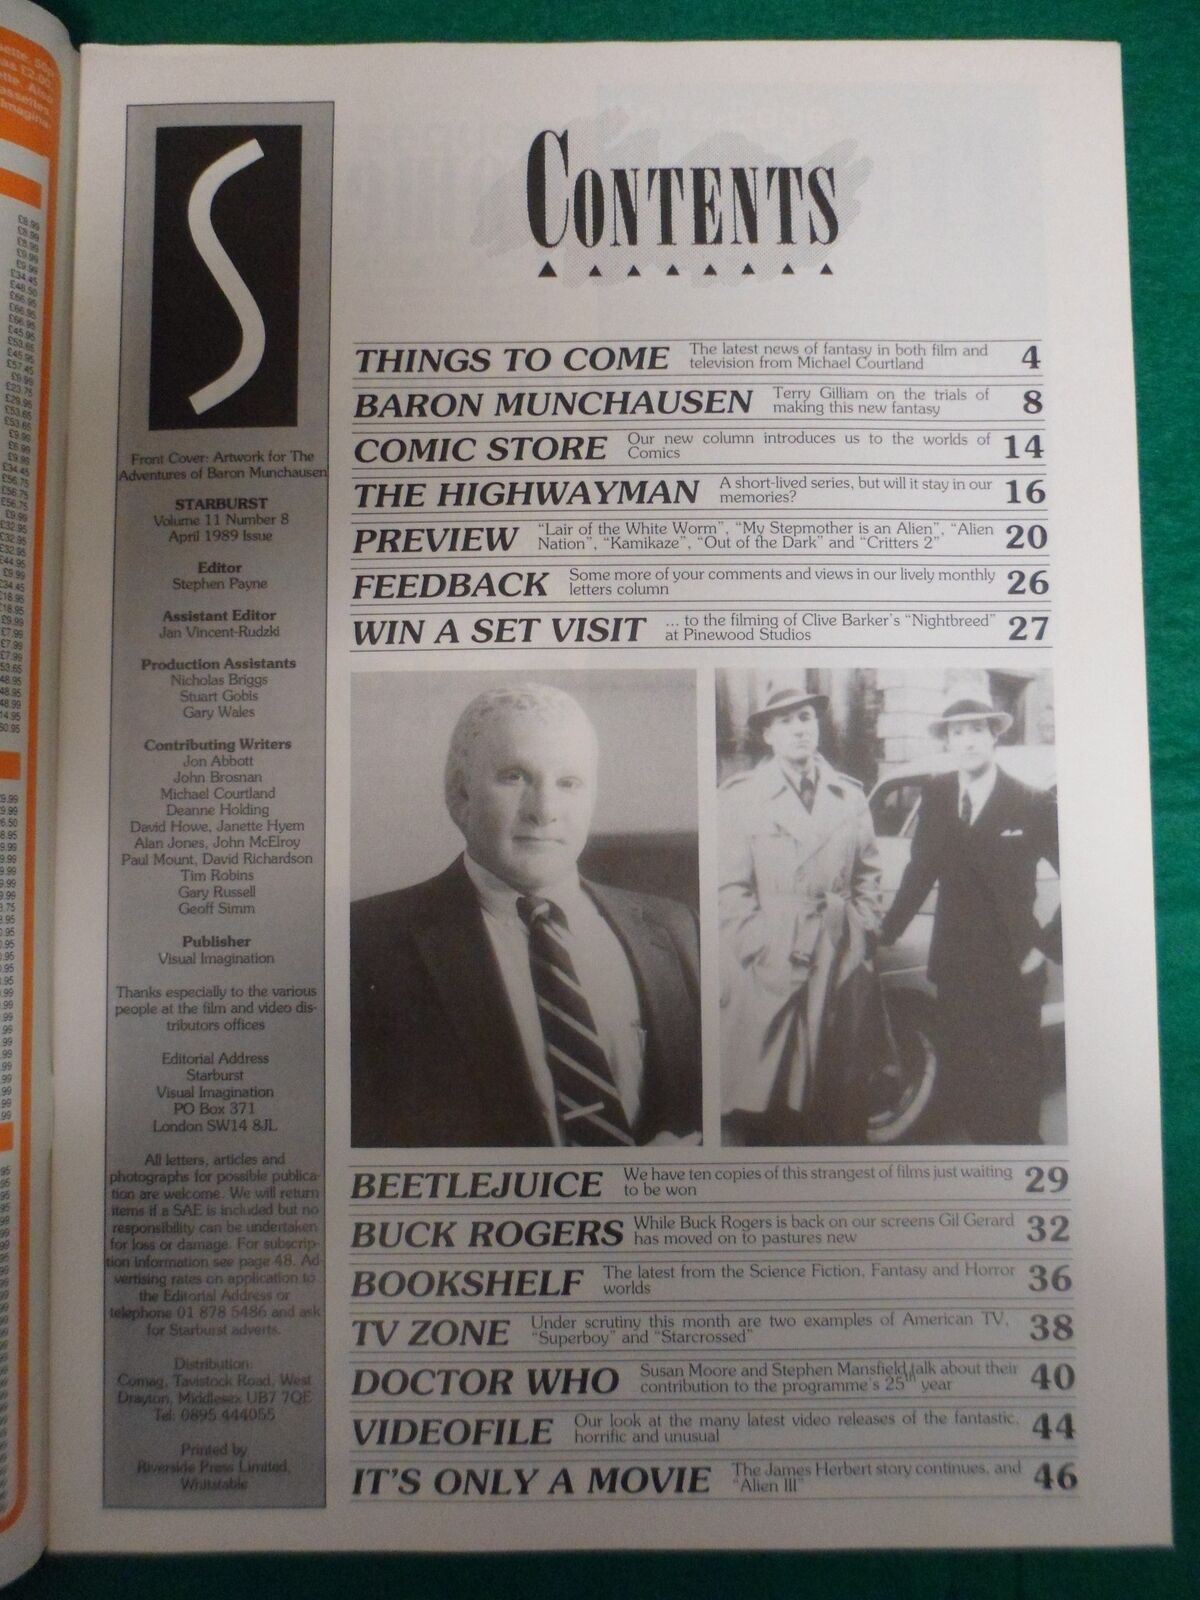 Contents
THINGS TO COME The latest news of fantasy in both film and
television from Michael Courtland 4
BARON MUNCHAUSEN Terry Gilliam on the trials of
making this new fantasy 8
COMIC STORE Our new column introduces us to the worlds of
Comics 14
THE HIGHWAYMAN A short-lived series, but will it stay in our
memories? 16
PREVIEW "Lair of the White Worm", "My Stepmother is an Alien", "Alien
Nation", "Kamikaze", "Out of the Dark" and "Critters 2" 20
FEEDBACK Some more of your comments and views in our lively monthly
letters column 26
WIN A SET VISIT ... to the filming of Clive Barker's "Nightbreed"
at Pinewood Studios 27
BEETLEJUICE We have ten copies of this strangest of films just waiting
to be won 29
BUCK ROGERS While Buck Rogers is back on our screens Gil Gerard
has moved on to pastures new 32
BOOKSHELF The latest from the Science Fiction, Fantasy and Horror
worlds 36
TV ZONE Under scrutiny this month are two examples of American TV,
"Superboy" and "Starcrossed" 38
DOCTOR WHO Susan Moore and Stephen Mansfield talk about their
contribution to the programme's 25th year 40
VIDEOFILE Our look at the many latest video releases of the fantastic,
horrific and unusual 44
IT'S ONLY A MOVIE The James Herbert story continues, and
"Alien III" 46
Front Cover: Artwork for The
Adventures of Baron Munchausen
STARBURST
Volume 11 Number 8
April 1989 Issue
Editor
Stephen Payne
Assistant Editor
Jan Vincent-Rudzki
Production Assistants
Nicholas Briggs
Stuart Gobis
Gary Wales
Contributing Writers
Jon Abbott
John Brosnan
Michael Courtland
Deanne Holding
David Howe, Janette Hyem
Alan Jones, John McElroy
Paul Mount, David Richardson
Tim Robins
Gary Russell
Geoff Simm
Publisher
Visual Imagination
Thanks especially to the various
people at the film and video dis-
tributors offices
Editorial Address
Starburst
Visual Imagination
PO Box 371
London SW14 8JL
All letters, articles and
photographs for possible publica-
tion are welcome. We will return
items if a SAE is included but no
responsibility can be undertaken
for loss or damage. For subscrip-
tion information see page 48. Ad-
vertising rates on application to
the Editorial Address or
telephone 01 878 5486 and ask
for Starburst adverts.
Distribution:
Comag, Tavistock Road, West
Drayton, Middlesex UB7 7QE
Tel: 0895 444055
Printed by
Riverside Press Limited,
Whitstable